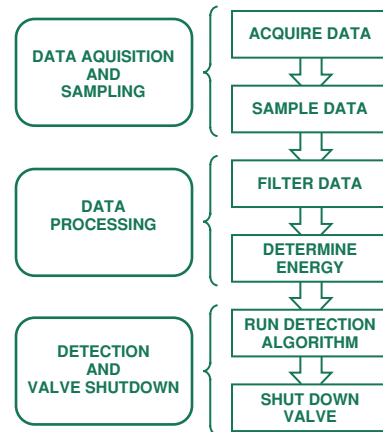 DATA AQUISITION
AND
SAMPLING
ACQUIRE DATA
SAMPLE DATA
DATA
PROCESSING
FILTER DATA
DETERMINE
ENERGY
DETECTION
AND
VALVE SHUTDOWN
RUN DETECTION
ALGORITHM
SHUT DOWN
VALVE